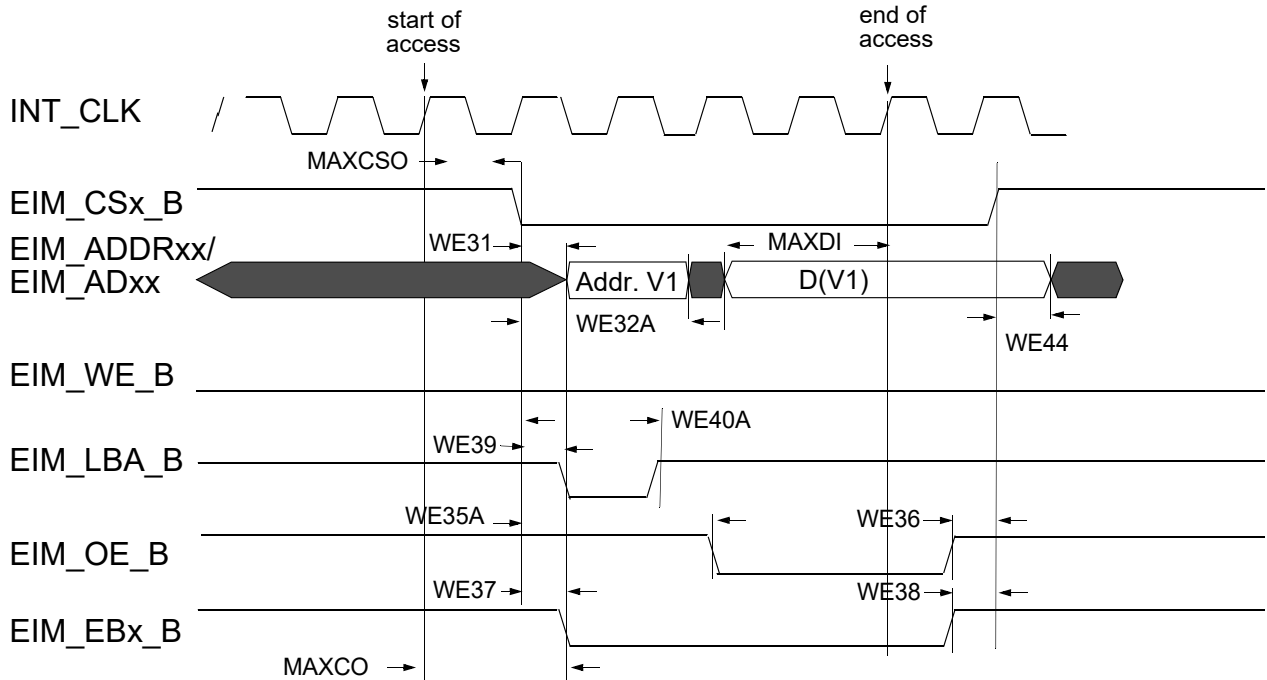 start of
access
end of
access
INT_CLK
MAXCSO
EIM_CSx_B
EIM_ADDRxx/
EIM_ADxx
WE31
MAXDI
Addr. V1
D(V1)
WE32A
WE44
EIM_WE_B
WE40A
WE39
EIM_LBA_B
WE35A
WE36
EIM_OE_B
WE37
WE38
EIM_EBx_B
MAXCO